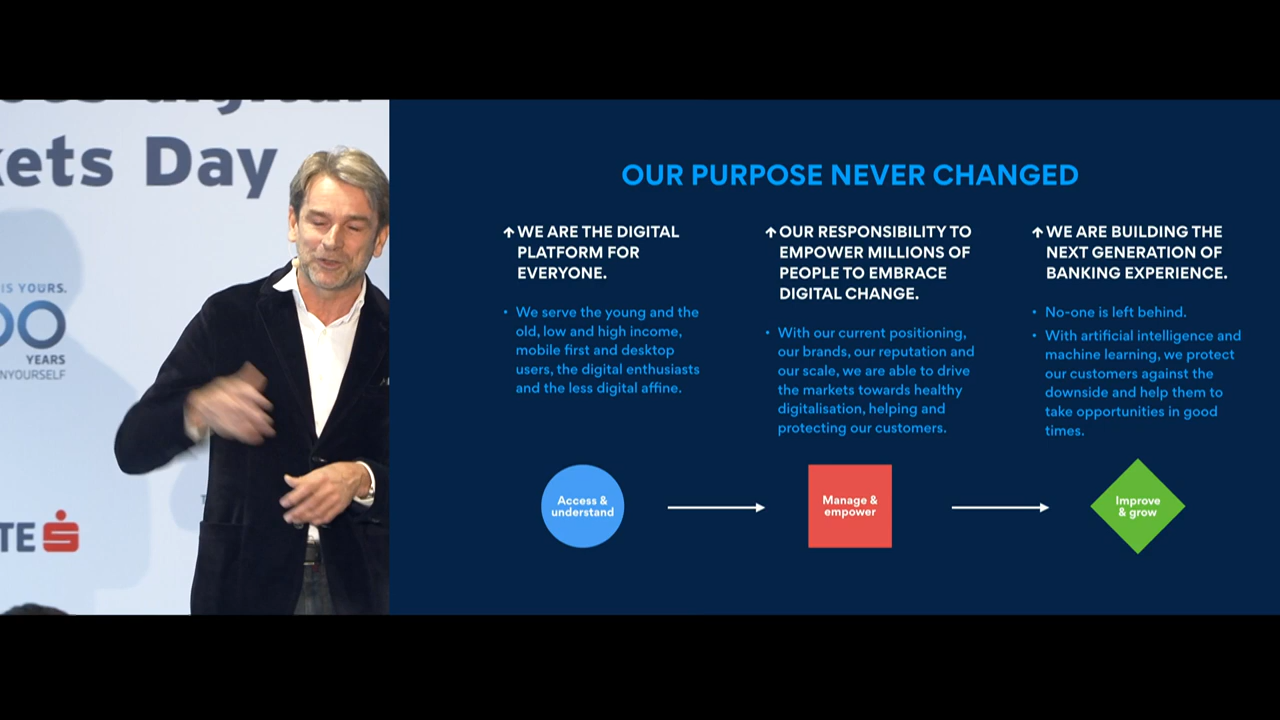 kets Day
IS YOURS.
YEARS
NYOURSELF
TE
OUR PURPOSE NEVER CHANGED
↑ WE ARE THE DIGITAL
PLATFORM FOR
EVERYONE.
• We serve the young and the
old, low and high income,
mobile first and desktop
users, the digital enthusiasts
and the less digital affine.
↑ OUR RESPONSIBILITY TO
EMPOWER MILLIONS OF
PEOPLE TO EMBRACE
DIGITAL CHANGE.
• With our current positioning,
our brands, our reputation and
our scale, we are able to drive
the markets towards healthy
digitalisation, helping and
protecting our customers.
↑ WE ARE BUILDING THE
NEXT GENERATION OF
BANKING EXPERIENCE.
• No-one is left behind.
• With artificial intelligence and
machine learning, we protect
our customers against the
downside and help them to
take opportunities in good
times.
Access &
understand
Manage &
empower
Improve
& grow